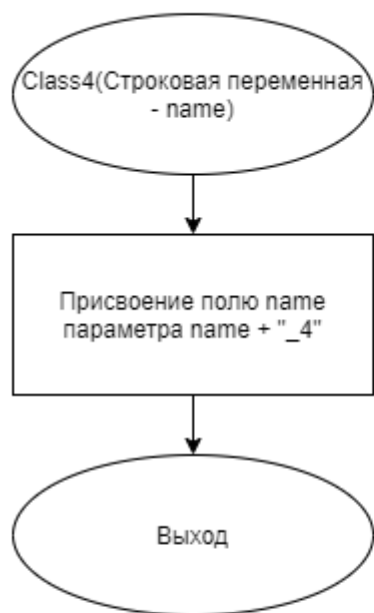 Class4(Строковая переменная
- name)
Присвоение полю name
параметра name + "_4"
Выход